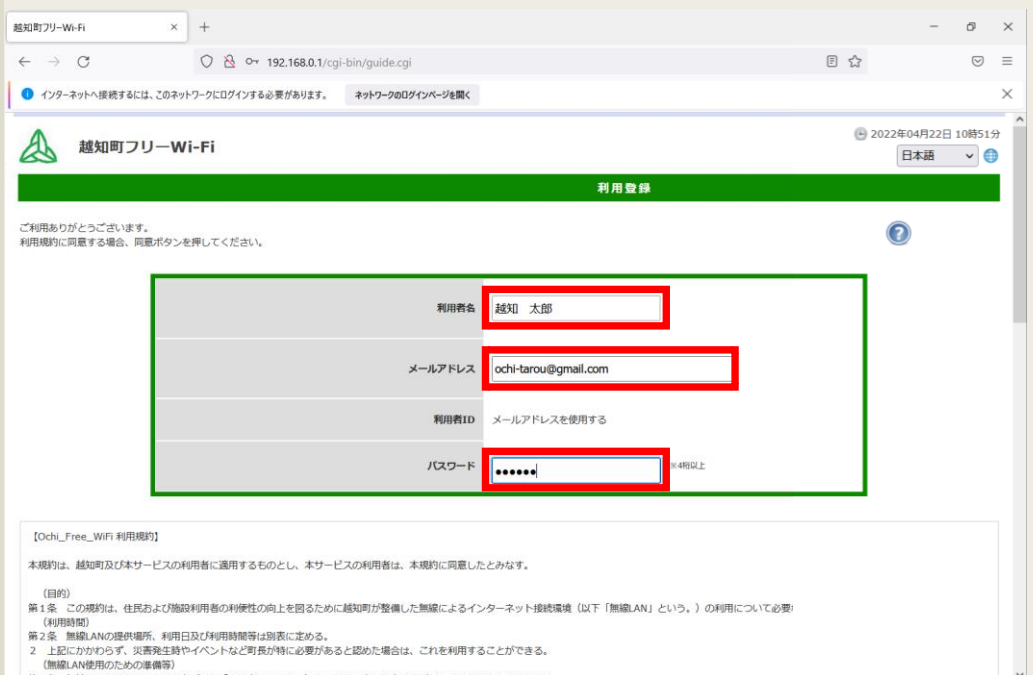 越知町フリーWi-Fi
192.168.0.1/cgi-bin/guide.cgi
インターネットへ接続するには、このネットワークにログインする必要があります。 ネットワークのログインページを開く
越知町フリーWi-Fi
2022年04月22日 10時51分
日本語
利用登録
ご利用ありがとうございます。
利用規約に同意する場合、同意ボタンを押してください。
利用者名 越知 太郎
メールアドレス ochi-tarou@gmail.com
利用者ID メールアドレスを使用する
パスワード ●●●●●● ※4桁以上
【Ochi_Free_WiFi 利用規約】
本規約は、越知町及び本サービスの利用者に適用するものとし、本サービスの利用者は、本規約に同意したとみなす。
（目的）
第１条　この規約は、住民および施設利用者の利便性の向上を図るために越知町が整備した無線によるインターネット接続環境（以下「無線LAN」という。）の利用について必要
（利用時間）
第２条　無線LANの提供場所、利用日及び利用時間等は別表に定める。
２　上記にかかわらず、災害発生時やイベントなど町長が特に必要があると認めた場合は、これを利用することができる。
（無線LAN使用のための準備等）